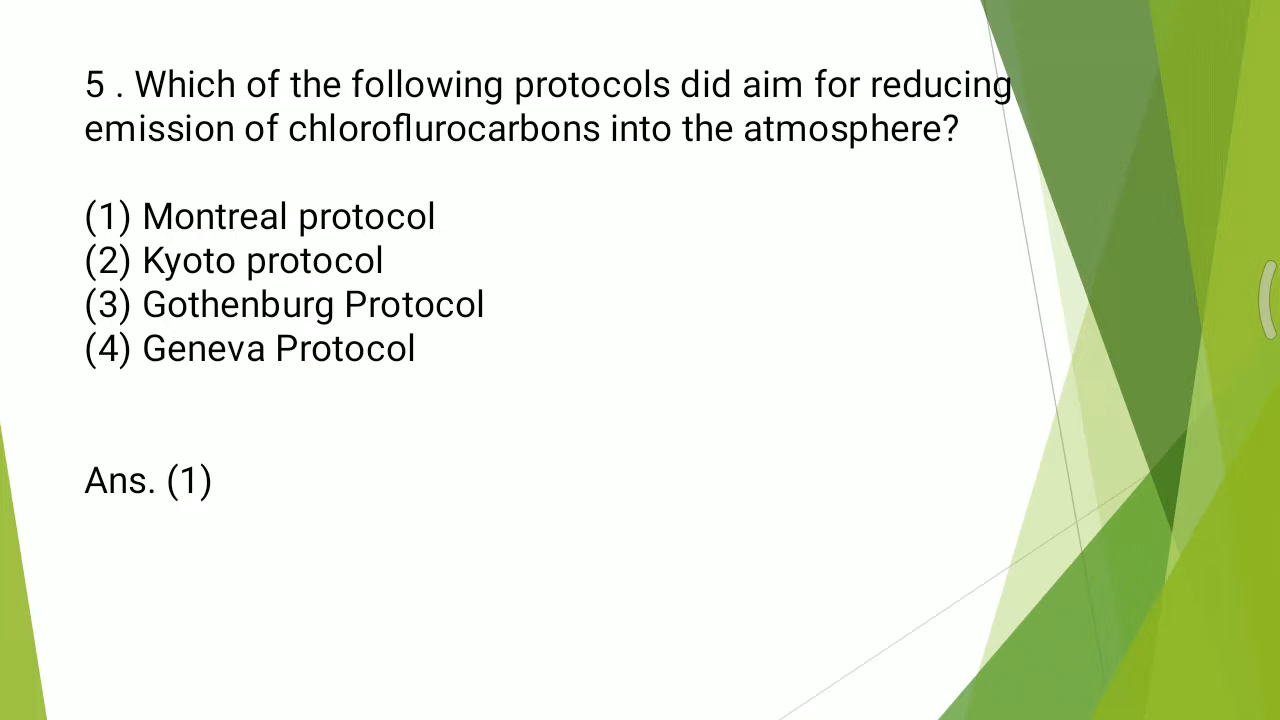 5 . Which of the following protocols did aim for reducing
emission of chloroflurocarbons into the atmosphere?
(1) Montreal protocol
(2) Kyoto protocol
(3) Gothenburg Protocol
(4) Geneva Protocol
Ans. (1)